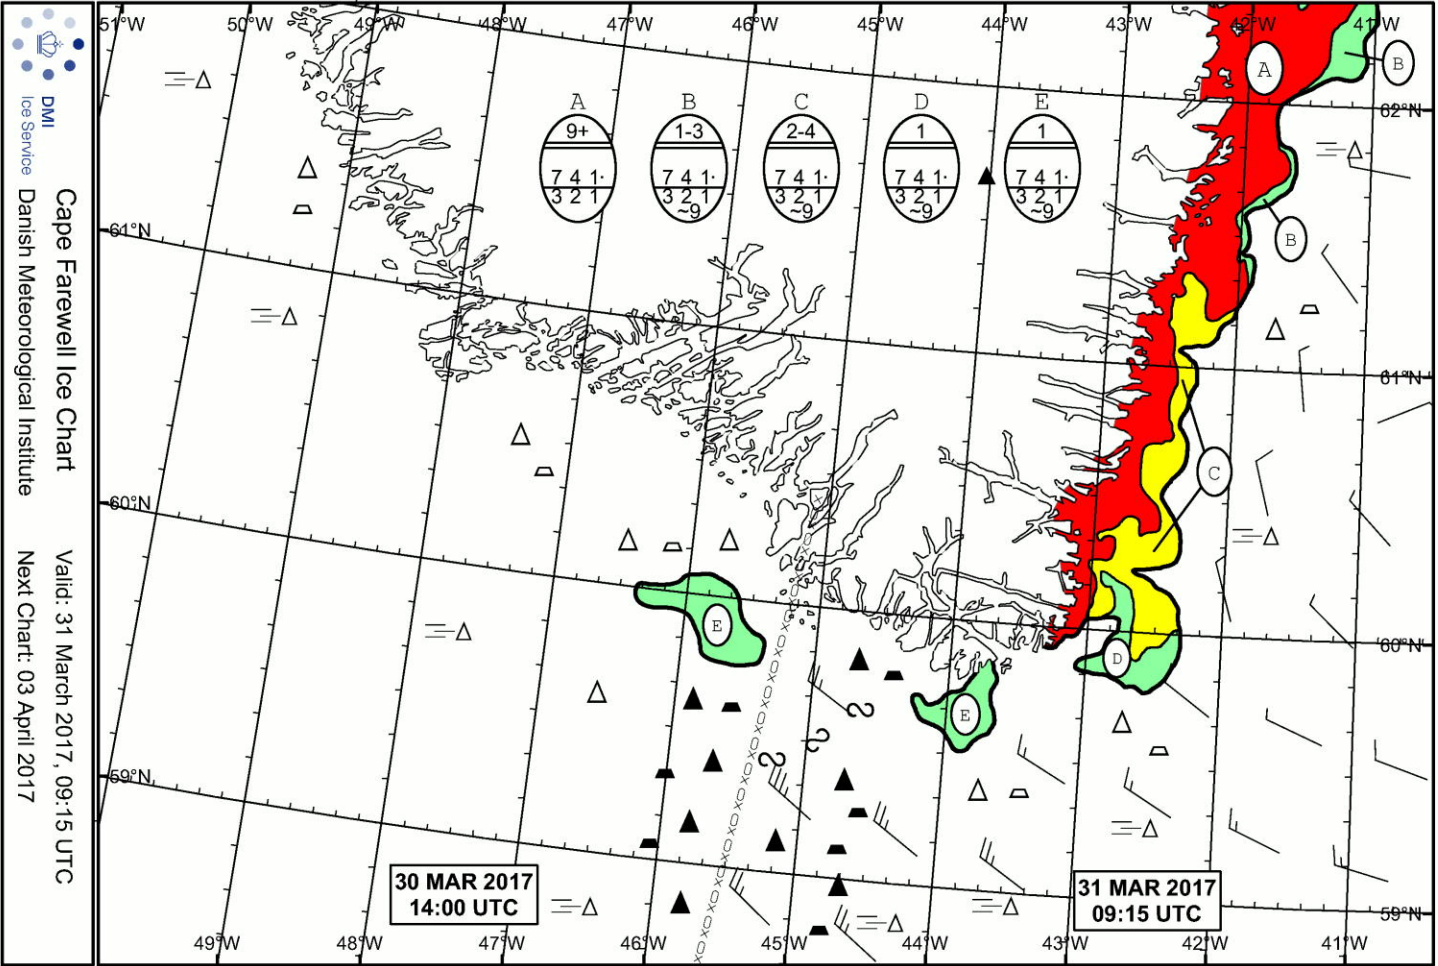 51°W 50°W 49°W 48°W 47°W 46°W 45°W 44°W 43°W 42°W 41°W
DMI
Ice Service
Cape Farewell Ice Chart
Danish Meteorological Institute
Valid: 31 March 2017, 09:15 UTC
Next Chart: 03 April 2017
A B C D E
9+ 1-3 2-4 1 1
7 4 1· 7 4 1· 7 4 1· 7 4 1· 7 4 1·
3 2 1 3 2 1 3 2 1 3 2 1 3 2 1
~9 ~9 ~9 ~9
A
B
62°N
B
61°N
61°N
C
60°N
E
D
60°N
E
59°N
30 MAR 2017
14:00 UTC
31 MAR 2017
09:15 UTC
59°N
49°W 48°W 47°W 46°W 45°W 44°W 43°W 42°W 41°W